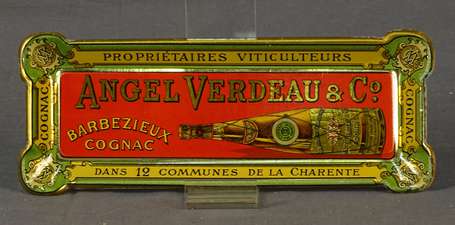 PROPRIÉTAIRES VITICULTEURS
ANGEL VERDEAU & Cº
BARBEZIEUX
COGNAC
COGNAC
COGNAC
DANS 12 COMMUNES DE LA CHARENTE